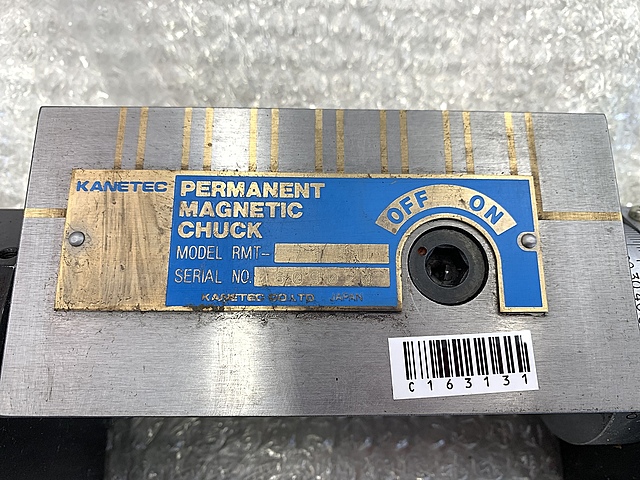 KANETEC
PERMANENT
MAGNETIC
CHUCK
MODEL RMT-
SERIAL NO.
KANETEC CO.LTD. JAPAN
OFF ON
C163131